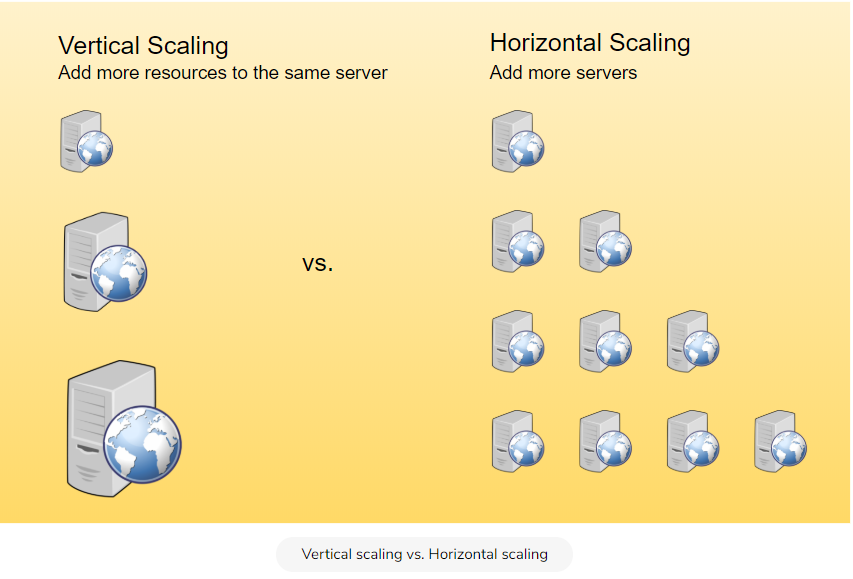 Vertical Scaling
Add more resources to the same server
Horizontal Scaling
Add more servers
vs.
Vertical scaling vs. Horizontal scaling